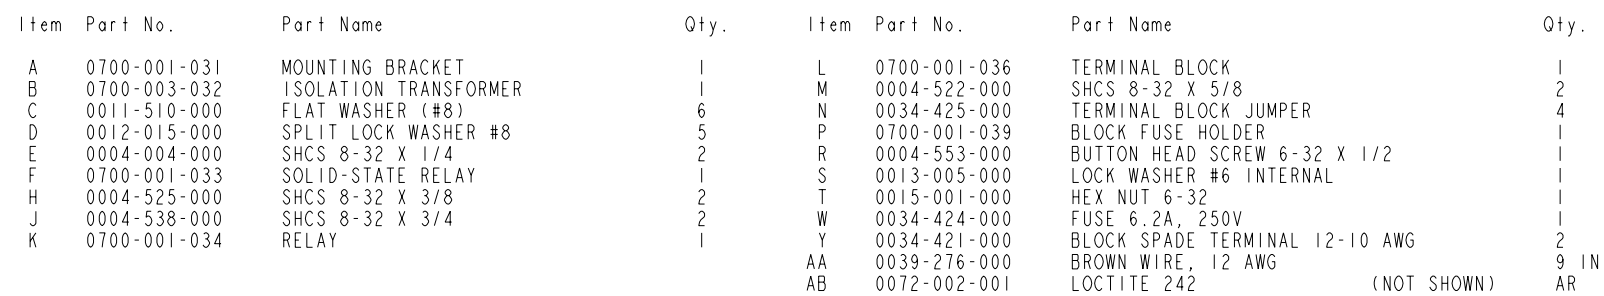 Item Part No. Part Name Qty.
A 0700-001-031 MOUNTING BRACKET 1
B 0700-003-032 ISOLATION TRANSFORMER 1
C 0011-510-000 FLAT WASHER (#8) 6
D 0012-015-000 SPLIT LOCK WASHER #8 5
E 0004-004-000 SHCS 8-32 X 1/4 2
F 0700-001-033 SOLID-STATE RELAY 1
H 0004-525-000 SHCS 8-32 X 3/8 2
J 0004-538-000 SHCS 8-32 X 3/4 2
K 0700-001-034 RELAY 1
Item Part No. Part Name Qty.
L 0700-001-036 TERMINAL BLOCK 1
M 0004-522-000 SHCS 8-32 X 5/8 2
N 0034-425-000 TERMINAL BLOCK JUMPER 4
P 0700-001-039 BLOCK FUSE HOLDER 1
R 0004-553-000 BUTTON HEAD SCREW 6-32 X 1/2 1
S 0013-005-000 LOCK WASHER #6 INTERNAL 1
T 0015-001-000 HEX NUT 6-32 1
W 0034-424-000 FUSE 6.2A, 250V 1
Y 0034-421-000 BLOCK SPADE TERMINAL 12-10 AWG 2
AA 0039-276-000 BROWN WIRE, 12 AWG 9 IN
AB 0072-002-001 LOCTITE 242 (NOT SHOWN) AR